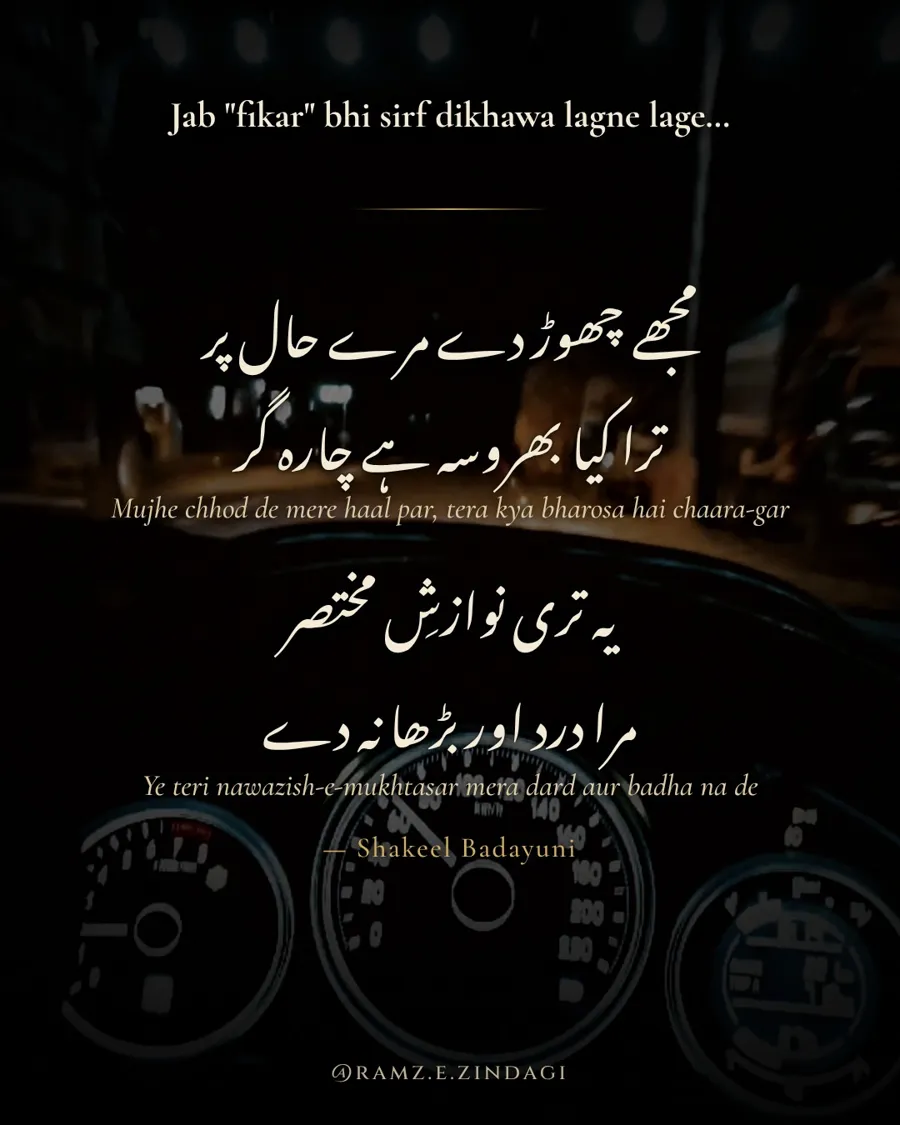 Jab "fikar" bhi sirf dikhawa lagne lage...
مجھے چھوڑ دے مرے حال پر
ترا کیا بھروسہ ہے چارہ گر
Mujhe chhod de mere haal par, tera kya bharosa hai chaara-gar
یہ تری نوازشِ مختصر
مرا درد اور بڑھا نہ دے
Ye teri nawazish-e-mukhtasar mera dard aur badha na de
— Shakeel Badayuni
@RAMZ.E.ZINDAGI